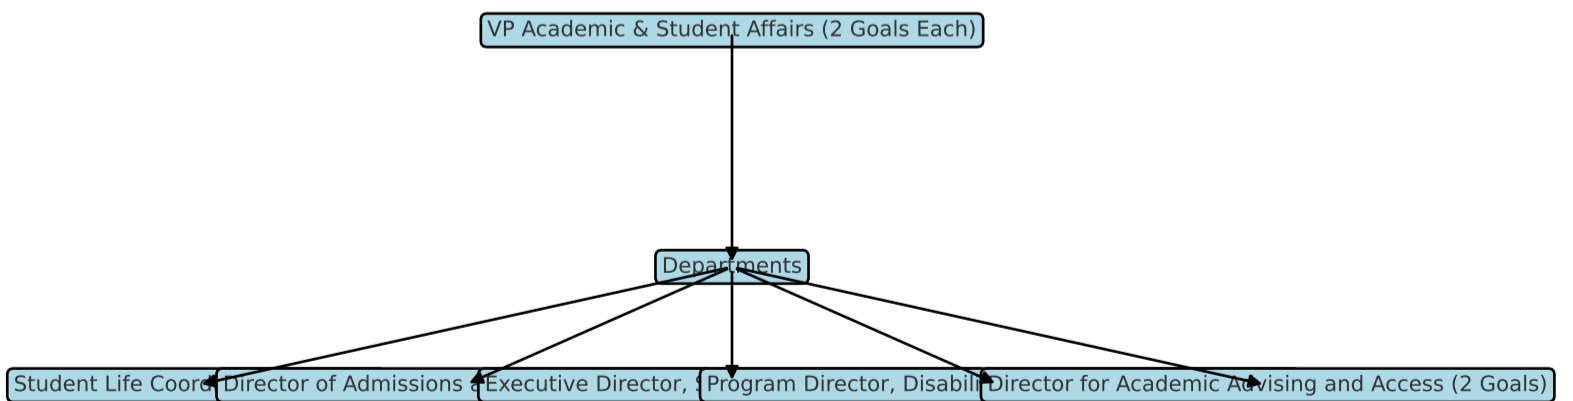 VP Academic & Student Affairs (2 Goals Each)
Departments
Student Life Coord
Director of Admissions a
Executive Director, S
Program Director, Disabili
Director for Academic Advising and Access (2 Goals)